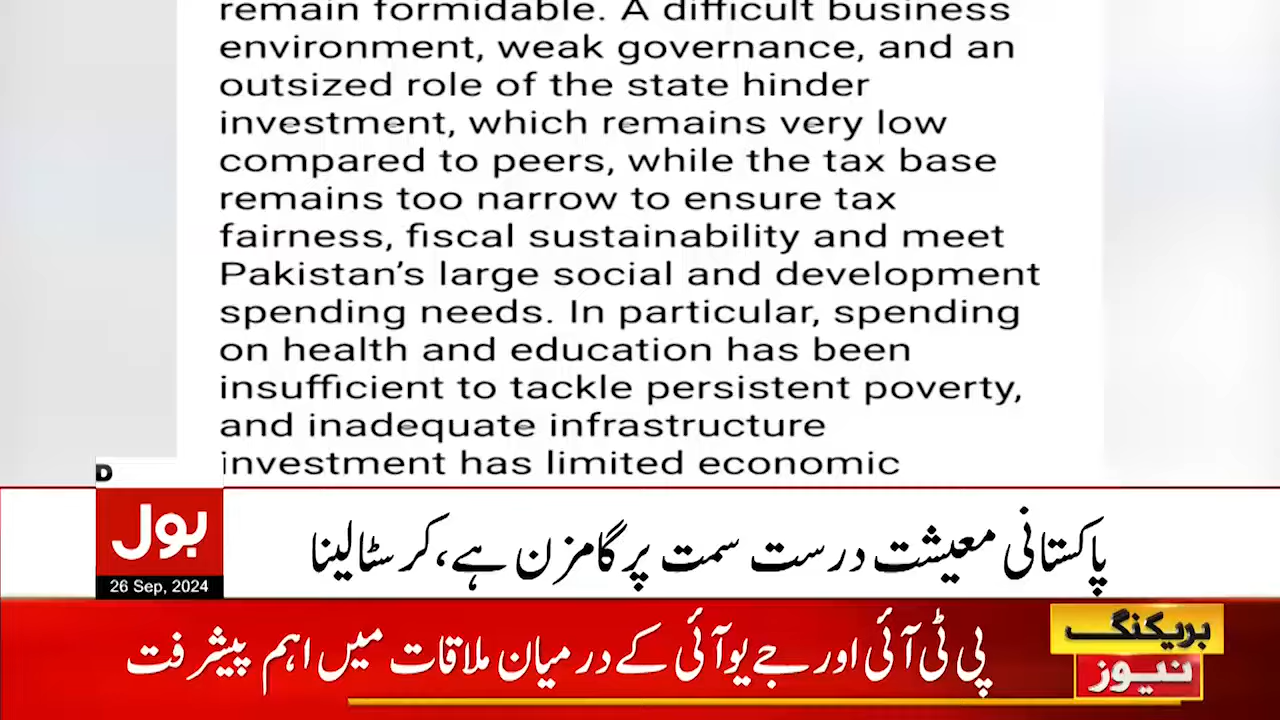 remain formidable. A difficult business
environment, weak governance, and an
outsized role of the state hinder
investment, which remains very low
compared to peers, while the tax base
remains too narrow to ensure tax
fairness, fiscal sustainability and meet
Pakistan's large social and development
spending needs. In particular, spending
on health and education has been
insufficient to tackle persistent poverty,
and inadequate infrastructure
investment has limited economic
D
بول
26 Sep, 2024
پاکستانی معیشت درست سمت پر گامزن ہے، کرسٹالینا
بریکنگ
نیوز
پی ٹی آئی اور جے یو آئی کے درمیان ملاقات میں اہم پیشرفت